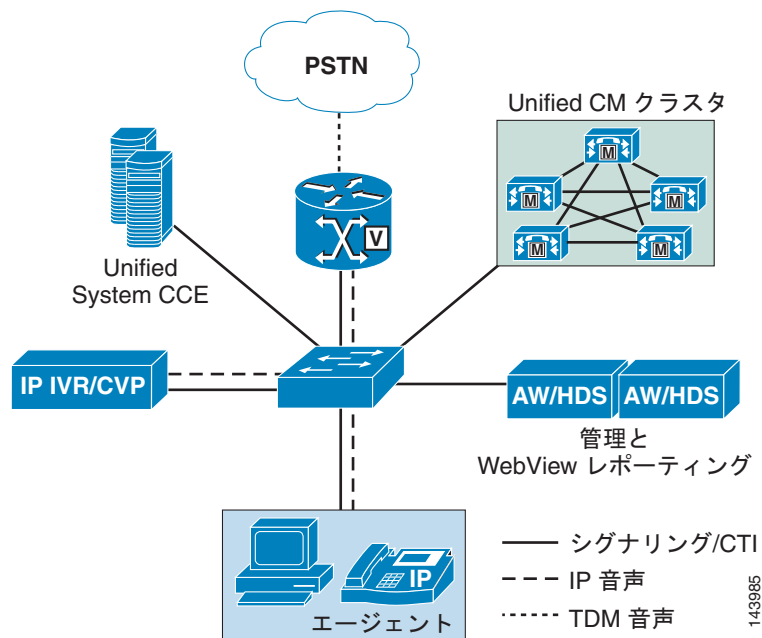 PSTN
Unified CM クラスタ
M
M
M
M
M
V
Unified
System CCE
IP IVR/CVP
AW/HDS
AW/HDS
管理と
WebView レポーティング
IP
エージェント
シグナリング/CTI
IP 音声
TDM 音声
143985